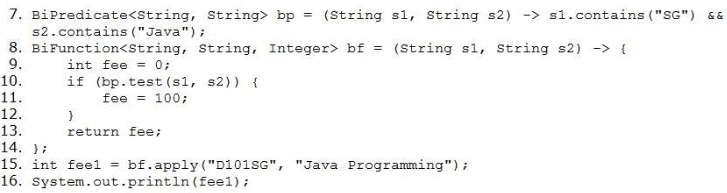 7. BiPredicate<String, String> bp = (String s1, String s2) -> s1.contains("SG") &&
s2.contains("Java");
8. BiFunction<String, String, Integer> bf = (String s1, String s2) -> {
9. int fee = 0;
10. if (bp.test(s1, s2)) {
11. fee = 100;
12. }
13. return fee;
14. };
15. int fee1 = bf.apply("D101SG", "Java Programming");
16. System.out.println(fee1);